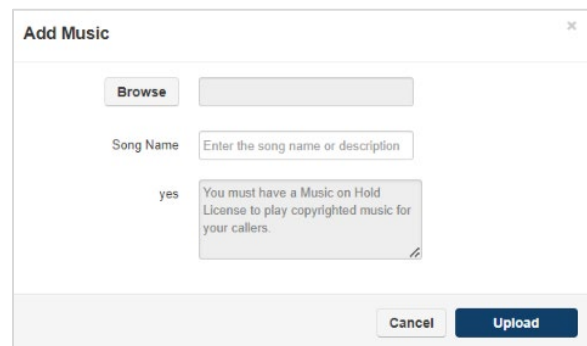 Add Music
×
Browse
Song Name
Enter the song name or description
yes
You must have a Music on Hold
License to play copyrighted music for
your callers.
Cancel
Upload